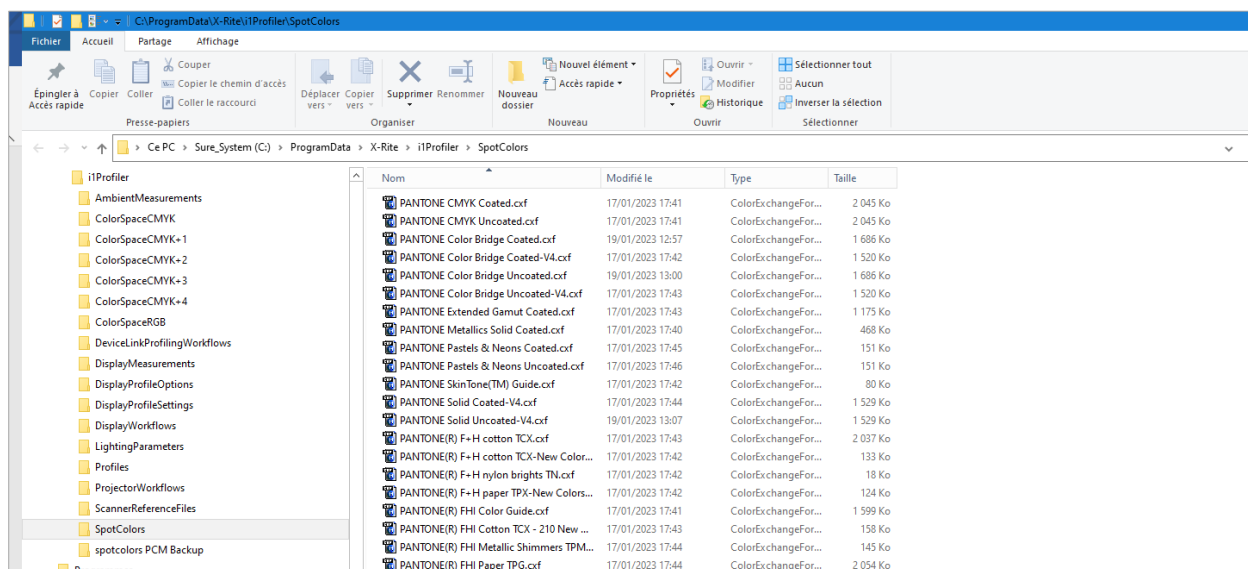 C:\ProgramData\X-Rite\i1Profiler\SpotColors
Fichier Accueil Partage Affichage
Épingler à Accès rapide
Copier
Coller
Couper
Copier le chemin d'accès
Coller le raccourci
Presse-papiers
Déplacer vers
Copier vers
Supprimer
Renommer
Organiser
Nouveau dossier
Nouvel élément
Accès rapide
Nouveau
Propriétés
Ouvrir
Modifier
Historique
Ouvrir
Sélectionner tout
Aucun
Inverser la sélection
Sélectionner
Ce PC > Sure_System (C:) > ProgramData > X-Rite > i1Profiler > SpotColors
i1Profiler
AmbientMeasurements
ColorSpaceCMYK
ColorSpaceCMYK+1
ColorSpaceCMYK+2
ColorSpaceCMYK+3
ColorSpaceCMYK+4
ColorSpaceRGB
DeviceLinkProfilingWorkflows
DisplayMeasurements
DisplayProfileOptions
DisplayProfileSettings
DisplayWorkflows
LightingParameters
Profiles
ProjectorWorkflows
ScannerReferenceFiles
SpotColors
spotcolors PCM Backup
Nom Modifié le Type Taille
PANTONE CMYK Coated.cxf 17/01/2023 17:41 ColorExchangeFor... 2 045 Ko
PANTONE CMYK Uncoated.cxf 17/01/2023 17:41 ColorExchangeFor... 2 045 Ko
PANTONE Color Bridge Coated.cxf 19/01/2023 12:57 ColorExchangeFor... 1 686 Ko
PANTONE Color Bridge Coated-V4.cxf 17/01/2023 17:42 ColorExchangeFor... 1 520 Ko
PANTONE Color Bridge Uncoated.cxf 19/01/2023 13:00 ColorExchangeFor... 1 686 Ko
PANTONE Color Bridge Uncoated-V4.cxf 17/01/2023 17:43 ColorExchangeFor... 1 520 Ko
PANTONE Extended Gamut Coated.cxf 17/01/2023 17:43 ColorExchangeFor... 1 175 Ko
PANTONE Metallics Solid Coated.cxf 17/01/2023 17:40 ColorExchangeFor... 468 Ko
PANTONE Pastels & Neons Coated.cxf 17/01/2023 17:45 ColorExchangeFor... 151 Ko
PANTONE Pastels & Neons Uncoated.cxf 17/01/2023 17:46 ColorExchangeFor... 151 Ko
PANTONE SkinTone(TM) Guide.cxf 17/01/2023 17:42 ColorExchangeFor... 80 Ko
PANTONE Solid Coated-V4.cxf 17/01/2023 17:44 ColorExchangeFor... 1 529 Ko
PANTONE Solid Uncoated-V4.cxf 19/01/2023 13:07 ColorExchangeFor... 1 529 Ko
PANTONE(R) F+H cotton TCX.cxf 17/01/2023 17:43 ColorExchangeFor... 2 037 Ko
PANTONE(R) F+H cotton TCX-New Color... 17/01/2023 17:42 ColorExchangeFor... 133 Ko
PANTONE(R) F+H nylon brights TN.cxf 17/01/2023 17:42 ColorExchangeFor... 18 Ko
PANTONE(R) F+H paper TPX-New Colors... 17/01/2023 17:42 ColorExchangeFor... 124 Ko
PANTONE(R) FHI Color Guide.cxf 17/01/2023 17:41 ColorExchangeFor... 1 599 Ko
PANTONE(R) FHI Cotton TCX - 210 New ... 17/01/2023 17:43 ColorExchangeFor... 158 Ko
PANTONE(R) FHI Metallic Shimmers TPM... 17/01/2023 17:44 ColorExchangeFor... 145 Ko
PANTONE(R) FHI Paper TPG.cxf 17/01/2023 17:44 ColorExchangeFor... 2 054 Ko